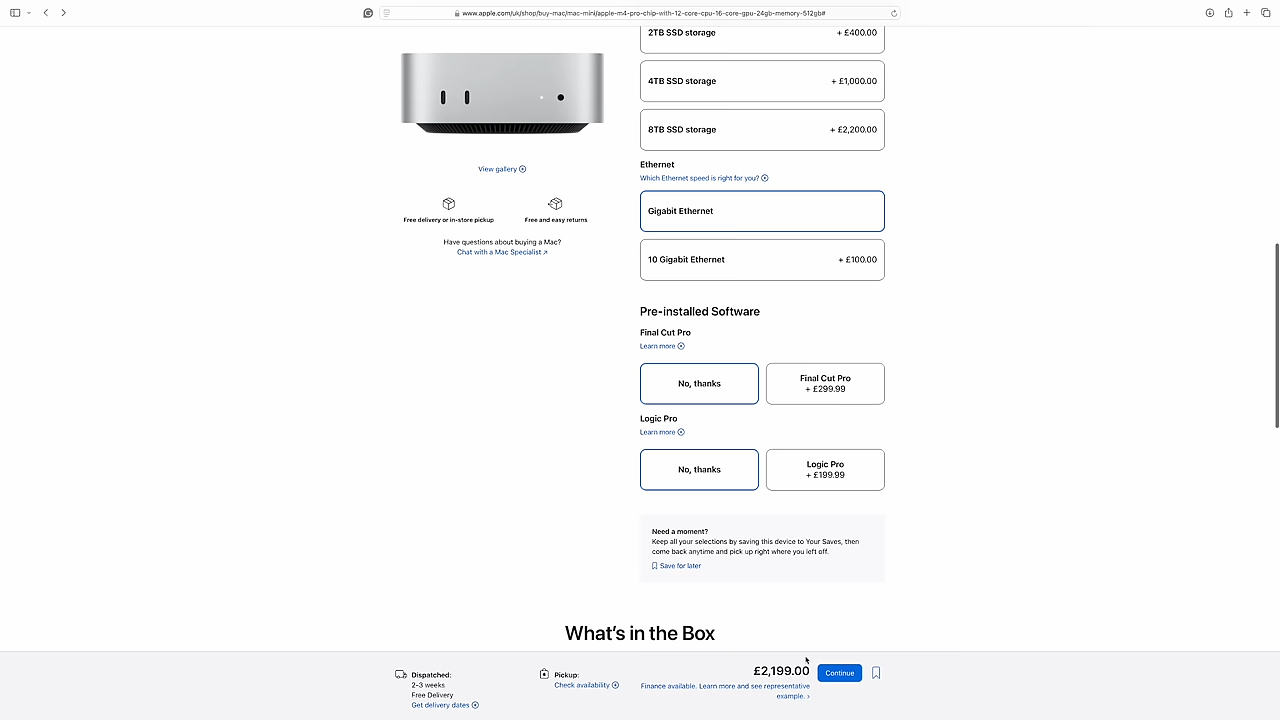 www.apple.com/uk/shop/buy-mac/mac-mini/apple-m4-pro-chip-with-12-core-cpu-16-core-gpu-24gb-memory-512gb#
2TB SSD storage + £400.00
4TB SSD storage + £1,000.00
8TB SSD storage + £2,200.00
View gallery
Free delivery or in-store pickup
Free and easy returns
Have questions about buying a Mac?
Chat with a Mac Specialist
Ethernet
Which Ethernet speed is right for you?
Gigabit Ethernet
10 Gigabit Ethernet + £100.00
Pre-installed Software
Final Cut Pro
Learn more
No, thanks
Final Cut Pro
+ £299.99
Logic Pro
Learn more
No, thanks
Logic Pro
+ £199.99
Need a moment?
Keep all your selections by saving this device to Your Saves, then
come back anytime and pick up right where you left off.
Save for later
What's in the Box
Dispatched:
2-3 weeks
Free Delivery
Get delivery dates
Pickup:
Check availability
£2,199.00
Finance available. Learn more and see representative
example. ›
Continue